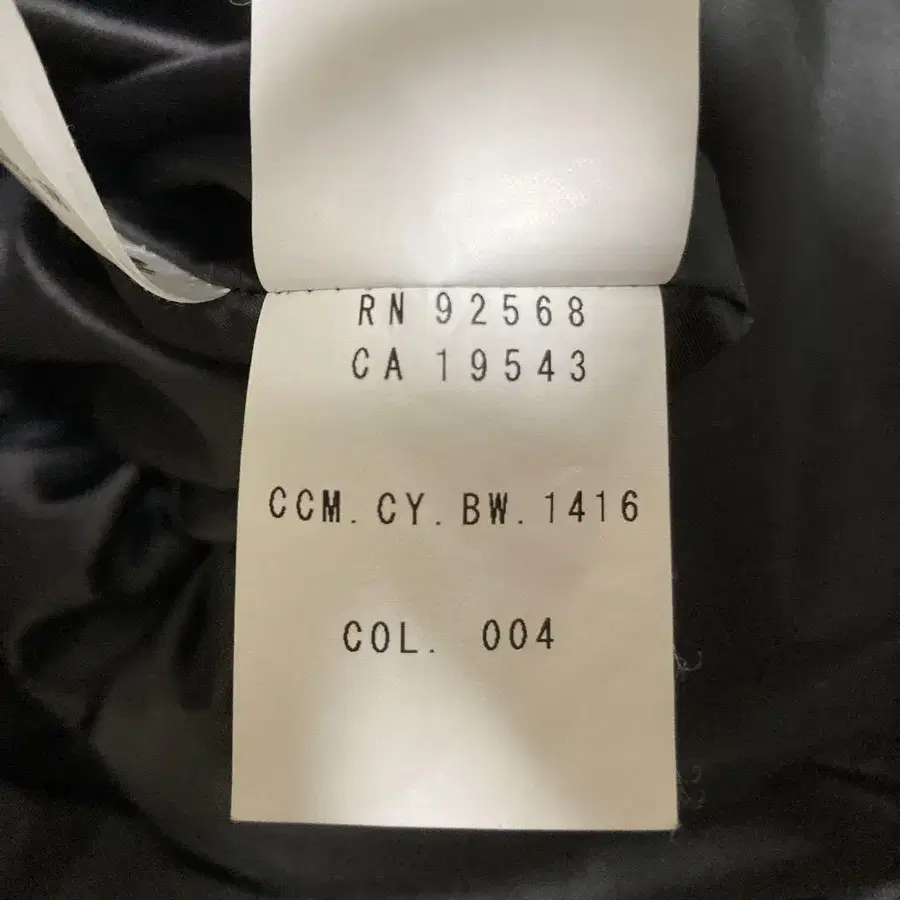 RN 92568
CA 19543
CCM.CY.BW.1416
COL. 004